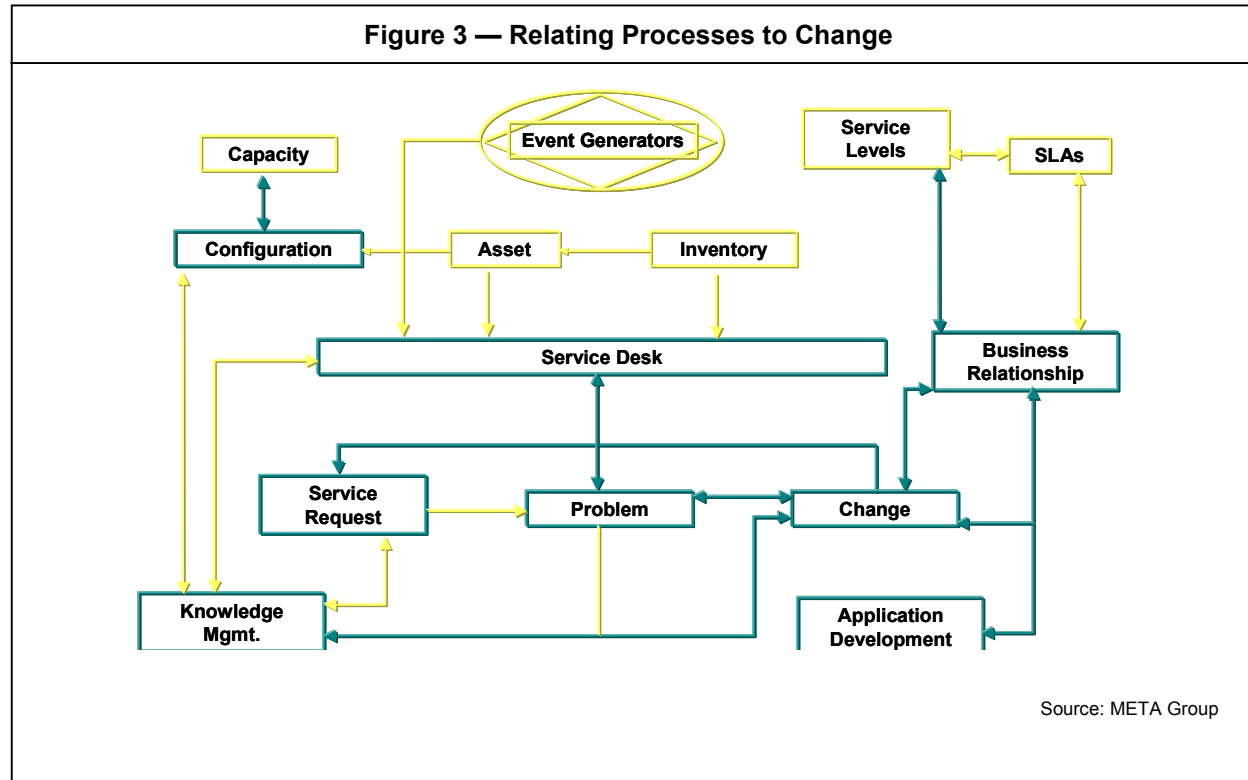 Figure 3 — Relating Processes to Change
Event Generators
Service
Levels
Capacity
SLAs
Configuration
Asset
Inventory
Service Desk
Business
Relationship
Service
Request
Problem
Change
Knowledge
Mgmt.
Application
Development
Source: META Group